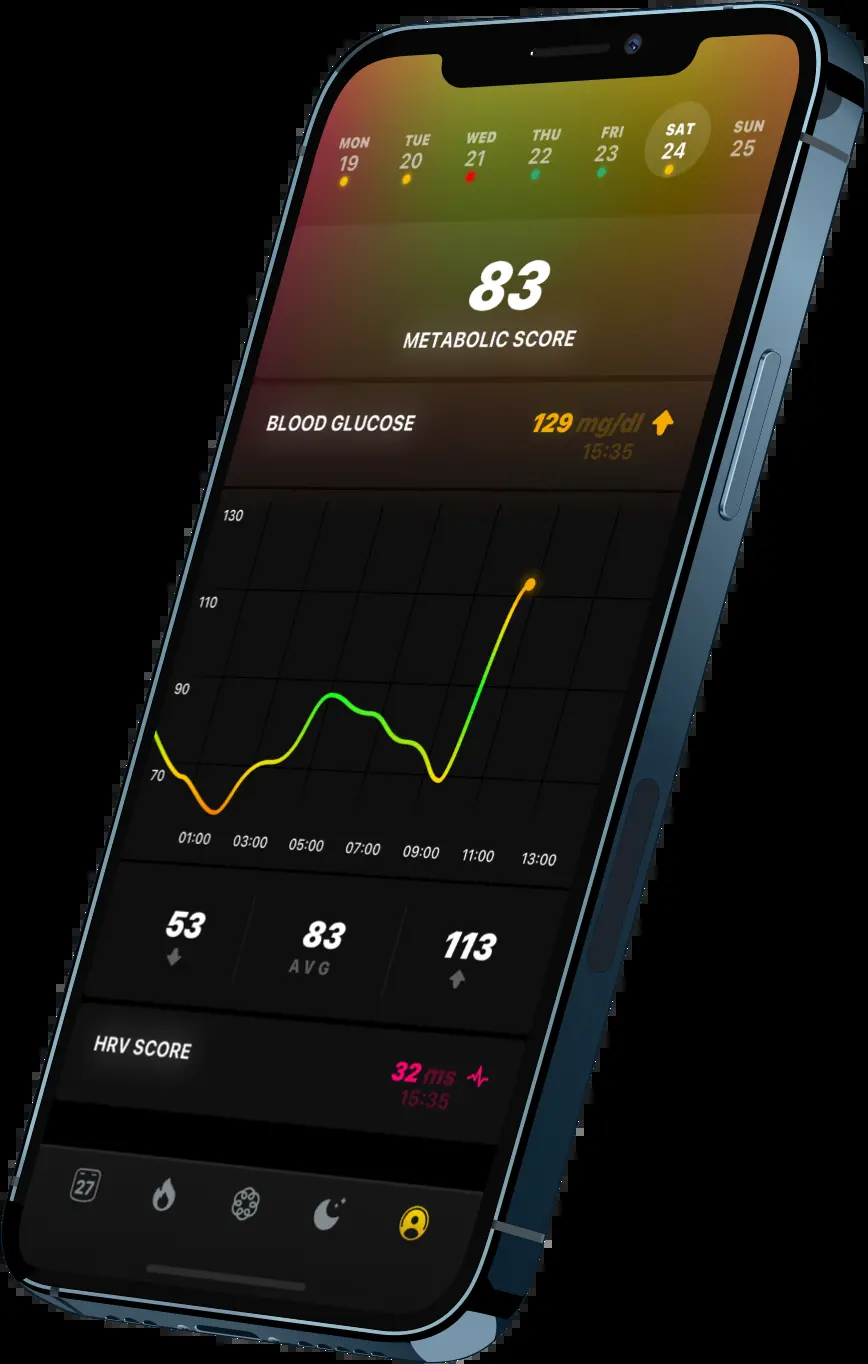 MON TUE WED THU FRI SAT SUN
19 20 21 22 23 24 25
83
METABOLIC SCORE
BLOOD GLUCOSE 129 mg/dl
15:35
130
110
90
70
01:00 03:00 05:00 07:00 09:00 11:00 13:00
53 83 113
AVG
HRV SCORE 32 ms
15:35
27